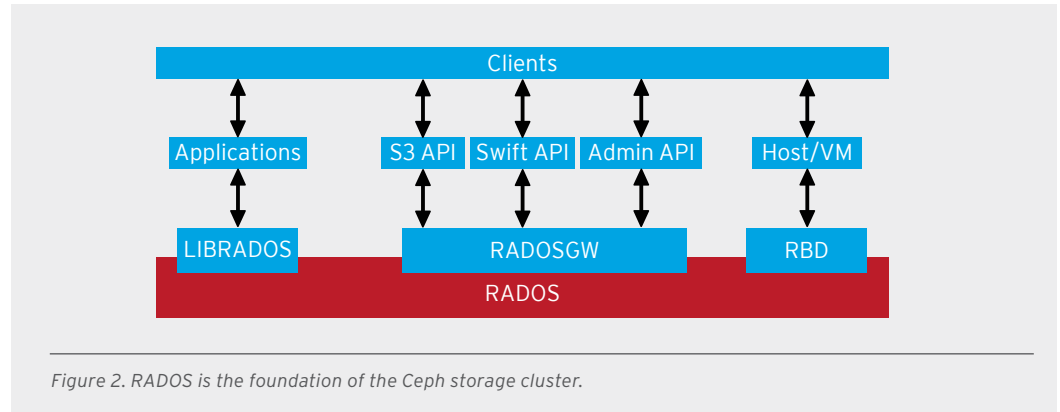 Clients
Applications S3 API Swift API Admin API Host/VM
LIBRADOS RADOSGW RBD
RADOS
Figure 2. RADOS is the foundation of the Ceph storage cluster.